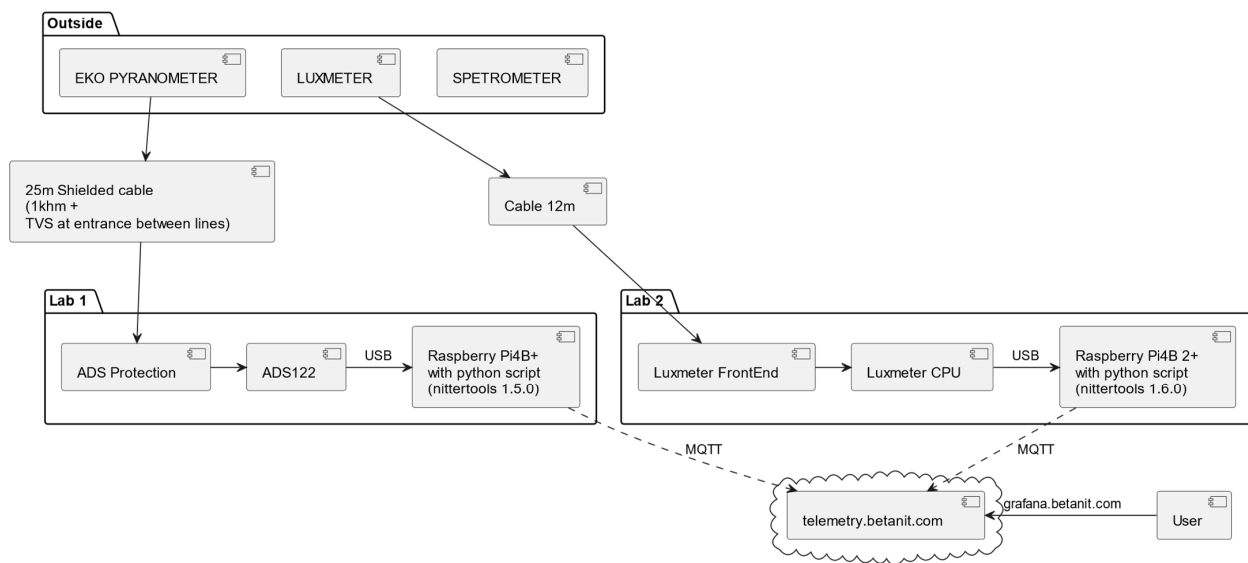 Outside
EKO PYRANOMETER
LUXMETER
SPETROMETER
25m Shielded cable
(1khm +
TVS at entrance between lines)
Cable 12m
Lab 1
ADS Protection
ADS122
USB
Raspberry Pi4B+
with python script
(nittertools 1.5.0)
Lab 2
Luxmeter FrontEnd
Luxmeter CPU
USB
Raspberry Pi4B 2+
with python script
(nittertools 1.6.0)
MQTT
MQTT
telemetry.betanit.com
grafana.betanit.com
User